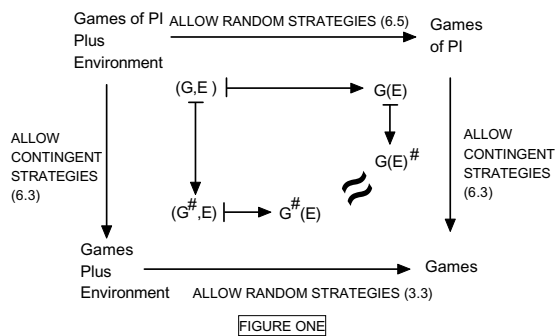 Games of PI
Plus
Environment
ALLOW RANDOM STRATEGIES (6.5)
Games
of PI
(G,E )
G(E)
ALLOW
CONTINGENT
STRATEGIES
(6.3)
G(E)#
ALLOW
CONTINGENT
STRATEGIES
(6.3)
≈
(G#,E)
G#(E)
Games
Plus
Environment
ALLOW RANDOM STRATEGIES (3.3)
Games
FIGURE ONE